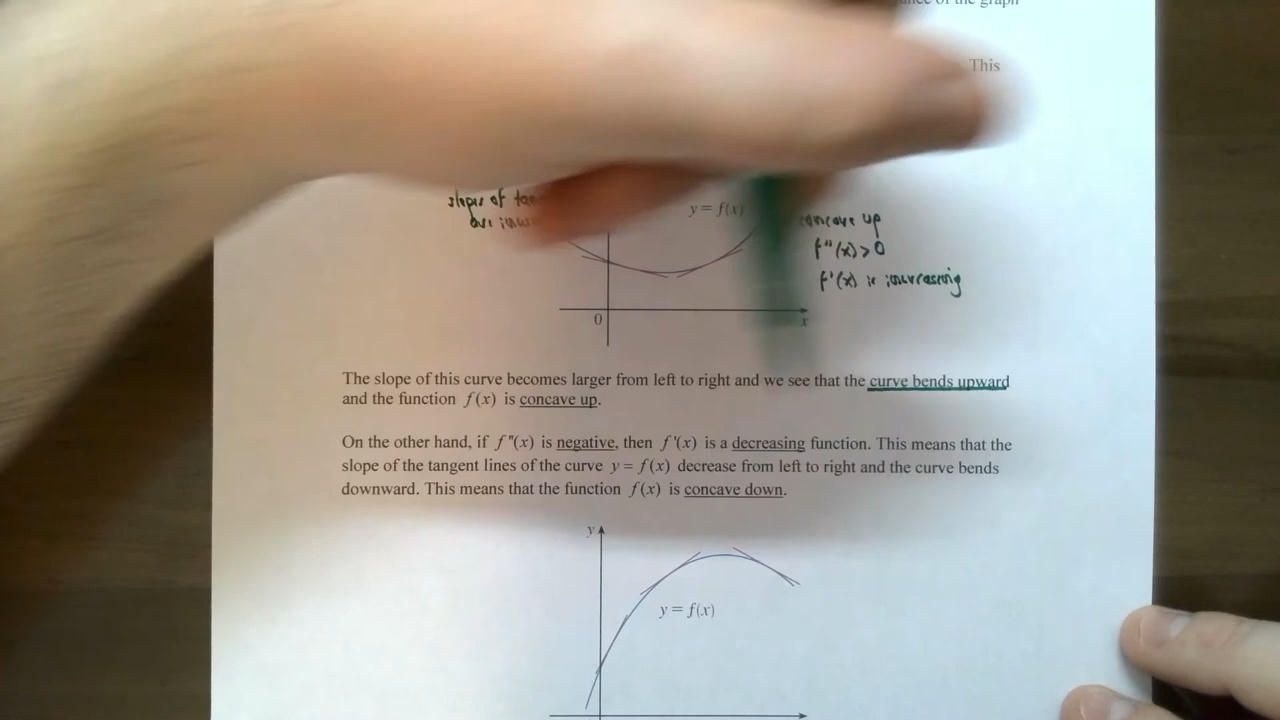 This
slopes of
are
y = f(x)
concave up
f"(x) > 0
f'(x) is increasing
0
x
The slope of this curve becomes larger from left to right and we see that the curve bends upward
and the function f(x) is concave up.
On the other hand, if f"(x) is negative, then f'(x) is a decreasing function. This means that the
slope of the tangent lines of the curve y = f(x) decrease from left to right and the curve bends
downward. This means that the function f(x) is concave down.
y
y = f(x)